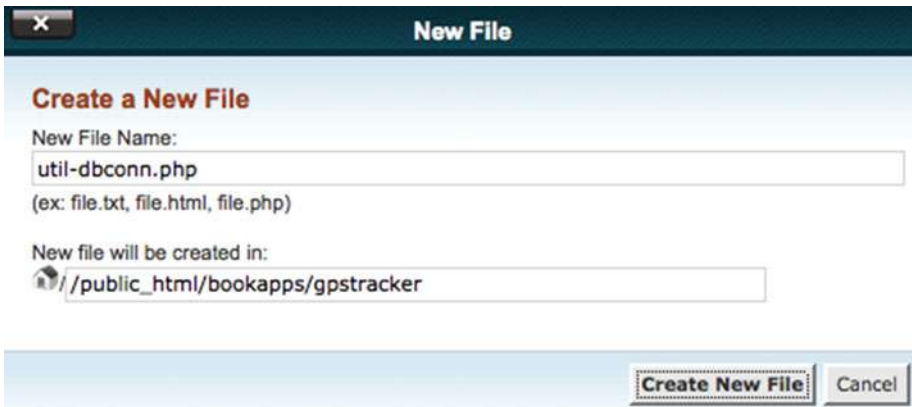 New File
Create a New File
New File Name:
util-dbconn.php
(ex: file.txt, file.html, file.php)
New file will be created in:
/ /public_html/bookapps/gpstracker
Create New File Cancel